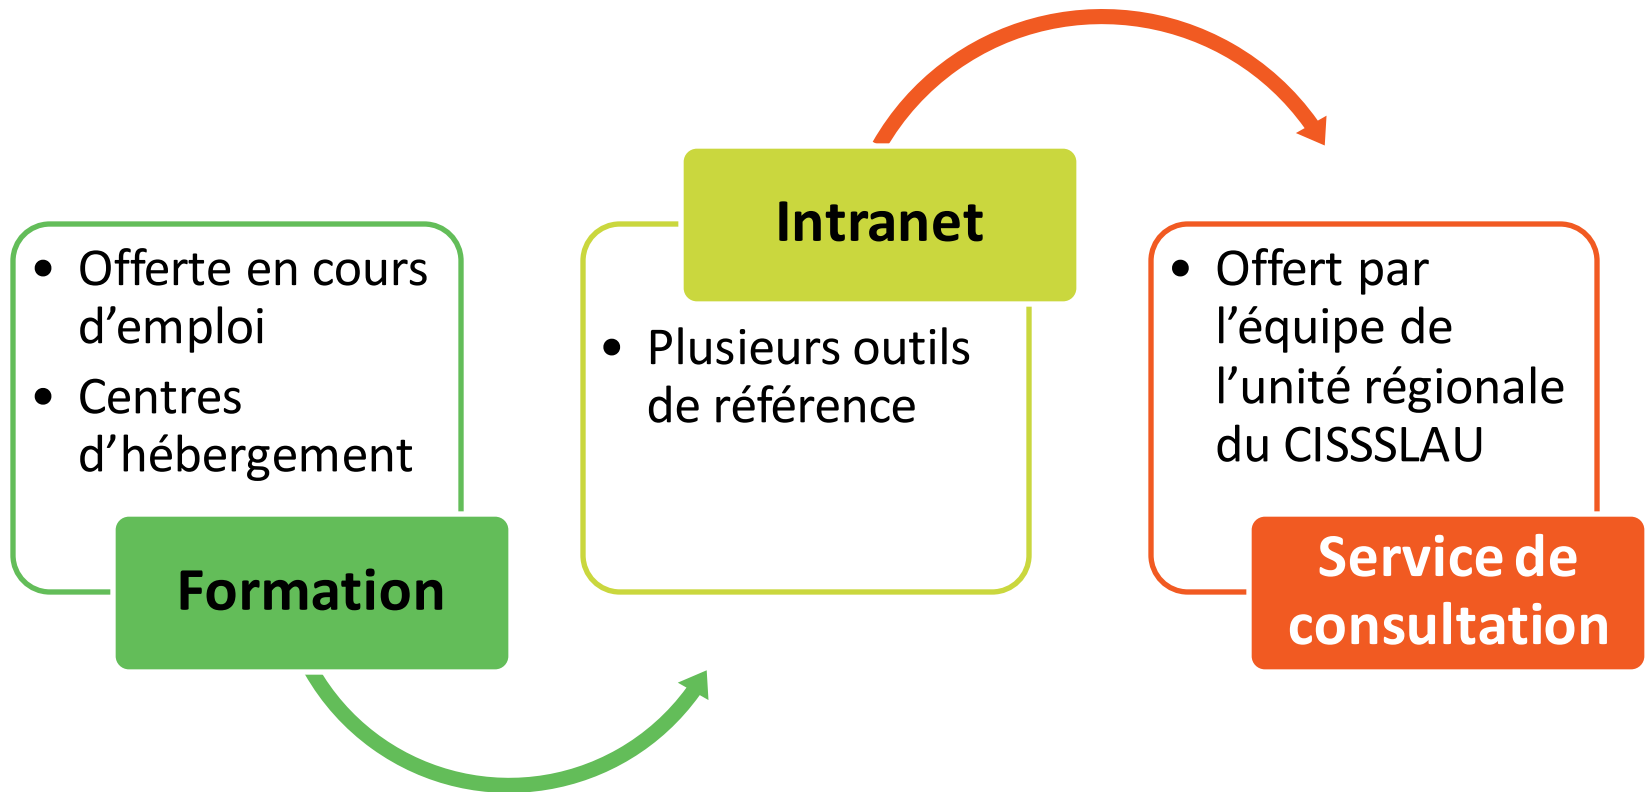 • Offerte en cours
d’emploi
• Centres
d’hébergement
Formation
Intranet
• Plusieurs outils
de référence
• Offert par
l’équipe de
l’unité régionale
du CISSSLAU
Service de
consultation